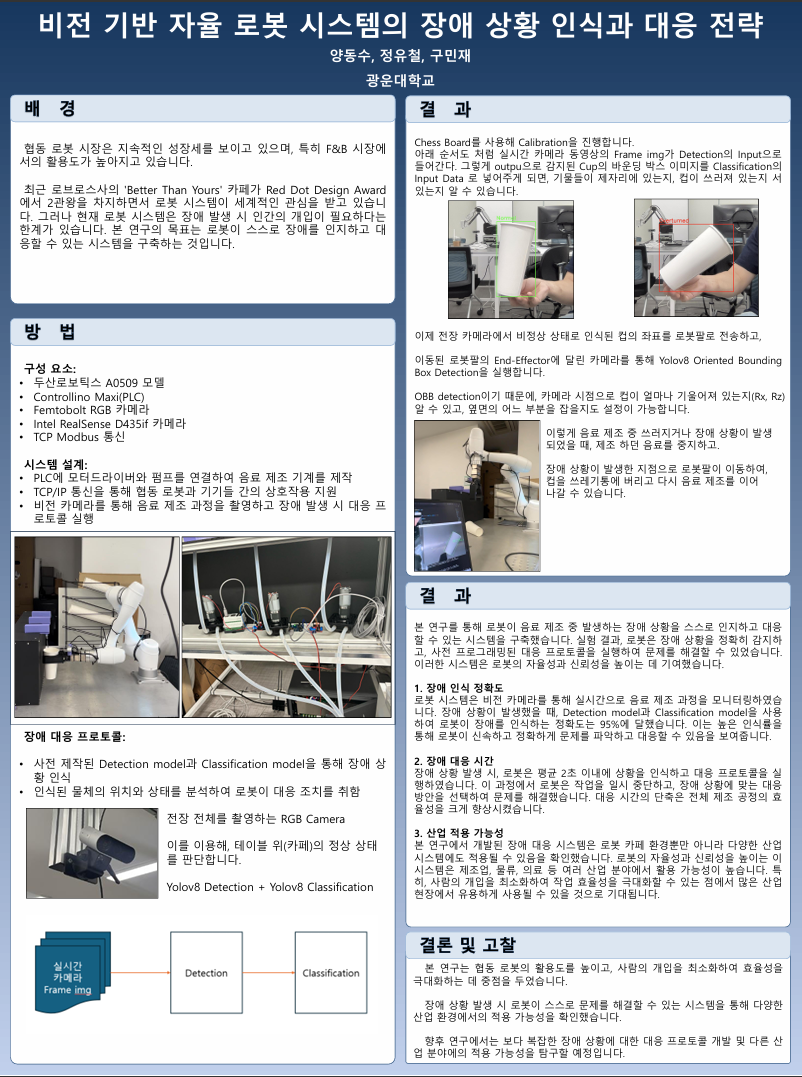 비전 기반 자율 로봇 시스템의 장애 상황 인식과 대응 전략
양동수, 정유철, 구민재
광운대학교
배 경
협동 로봇 시장은 지속적인 성장세를 보이고 있으며, 특히 F&B 시장에
서의 활용도가 높아지고 있습니다.
최근 로브로스사의 'Better Than Yours' 카페가 Red Dot Design Award
에서 2관왕을 차지하면서 로봇 시스템이 세계적인 관심을 받고 있습니
다. 그러나 현재 로봇 시스템은 장애 발생 시 인간의 개입이 필요하다는
한계가 있습니다. 본 연구의 목표는 로봇이 스스로 장애를 인지하고 대
응할 수 있는 시스템을 구축하는 것입니다.
방 법
구성 요소:
• 두산로보틱스 A0509 모델
• Controllino Maxi(PLC)
• Femtobolt RGB 카메라
• Intel RealSense D435if 카메라
• TCP Modbus 통신
시스템 설계:
• PLC에 모터드라이버와 펌프를 연결하여 음료 제조 기계를 제작
• TCP/IP 통신을 통해 협동 로봇과 기기들 간의 상호작용 지원
• 비전 카메라를 통해 음료 제조 과정을 촬영하고 장애 발생 시 대응 프
로토콜 실행
장애 대응 프로토콜:
• 사전 제작된 Detection model과 Classification model을 통해 장애 상
황 인식
• 인식된 물체의 위치와 상태를 분석하여 로봇이 대응 조치를 취함
전장 전체를 촬영하는 RGB Camera
이를 이용해, 테이블 위(카페)의 정상 상태
를 판단합니다.
Yolov8 Detection + Yolov8 Classification
실시간
카메라
Frame img
Detection
Classification
결 과
Chess Board를 사용해 Calibration을 진행합니다.
아래 순서도 처럼 실시간 카메라 동영상의 Frame img가 Detection의 Input으로
들어간다. 그렇게 outpu으로 감지된 Cup의 바운딩 박스 이미지를 Classification의
Input Data 로 넣어주게 되면, 기물들이 제자리에 있는지, 컵이 쓰러져 있는지 서
있는지 알 수 있습니다.
이제 전장 카메라에서 비정상 상태로 인식된 컵의 좌표를 로봇팔로 전송하고,
이동된 로봇팔의 End-Effector에 달린 카메라를 통해 Yolov8 Oriented Bounding
Box Detection을 실행합니다.
OBB detection이기 때문에, 카메라 시점으로 컵이 얼마나 기울어져 있는지(Rx, Rz)
알 수 있고, 옆면의 어느 부분을 잡을지도 설정이 가능합니다.
이렇게 음료 제조 중 쓰러지거나 장애 상황이 발생
되었을 때, 제조 하던 음료를 중지하고.
장애 상황이 발생한 지점으로 로봇팔이 이동하여,
컵을 쓰레기통에 버리고 다시 음료 제조를 이어
나갈 수 있습니다.
결 과
본 연구를 통해 로봇이 음료 제조 중 발생하는 장애 상황을 스스로 인지하고 대응
할 수 있는 시스템을 구축했습니다. 실험 결과, 로봇은 장애 상황을 정확히 감지하
고, 사전 프로그래밍된 대응 프로토콜을 실행하여 문제를 해결할 수 있었습니다.
이러한 시스템은 로봇의 자율성과 신뢰성을 높이는 데 기여했습니다.
1. 장애 인식 정확도
로봇 시스템은 비전 카메라를 통해 실시간으로 음료 제조 과정을 모니터링하였습
니다. 장애 상황이 발생했을 때, Detection model과 Classification model을 사용
하여 로봇이 장애를 인식하는 정확도는 95%에 달했습니다. 이는 높은 인식률을
통해 로봇이 신속하고 정확하게 문제를 파악하고 대응할 수 있음을 보여줍니다.
2. 장애 대응 시간
장애 상황 발생 시, 로봇은 평균 2초 이내에 상황을 인식하고 대응 프로토콜을 실
행하였습니다. 이 과정에서 로봇은 작업을 일시 중단하고, 장애 상황에 맞는 대응
방안을 선택하여 문제를 해결했습니다. 대응 시간의 단축은 전체 제조 공정의 효
율성을 크게 향상시켰습니다.
3. 산업 적용 가능성
본 연구에서 개발된 장애 대응 시스템은 로봇 카페 환경뿐만 아니라 다양한 산업
시스템에도 적용될 수 있음을 확인했습니다. 로봇의 자율성과 신뢰성을 높이는 이
시스템은 제조업, 물류, 의료 등 여러 산업 분야에서 활용 가능성이 높습니다. 특
히, 사람의 개입을 최소화하여 작업 효율성을 극대화할 수 있는 점에서 많은 산업
현장에서 유용하게 사용될 수 있을 것으로 기대됩니다.
결론 및 고찰
본 연구는 협동 로봇의 활용도를 높이고, 사람의 개입을 최소화하여 효율성을
극대화하는 데 중점을 두었습니다.
장애 상황 발생 시 로봇이 스스로 문제를 해결할 수 있는 시스템을 통해 다양한
산업 환경에서의 적용 가능성을 확인했습니다.
향후 연구에서는 보다 복잡한 장애 상황에 대한 대응 프로토콜 개발 및 다른 산
업 분야에의 적용 가능성을 탐구할 예정입니다.